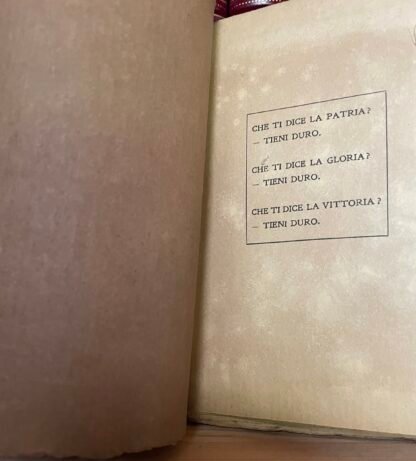 CHE TI DICE LA PATRIA?
— TIENI DURO.
CHE TI DICE LA GLORIA?
— TIENI DURO.
CHE TI DICE LA VITTORIA?
— TIENI DURO.